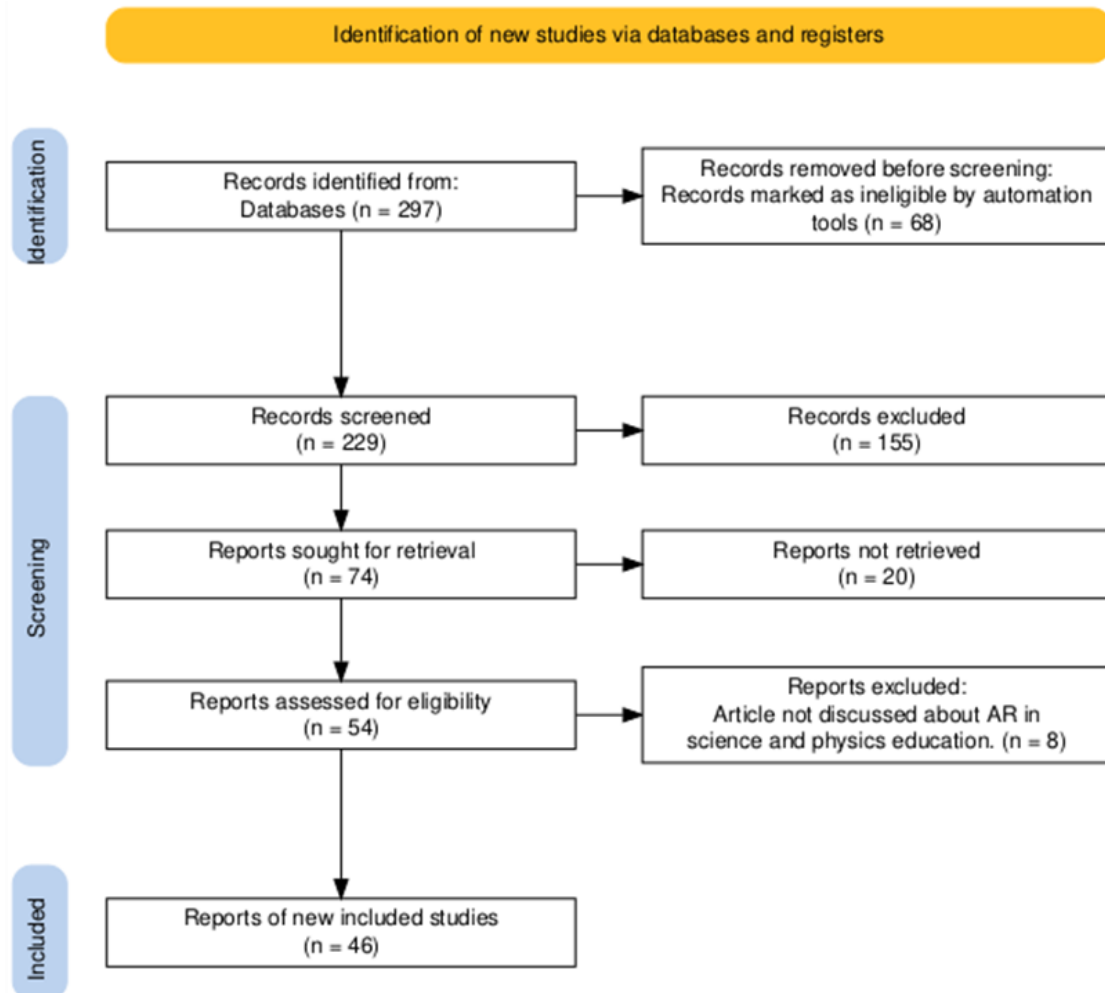 Identification of new studies via databases and registers
Identification
Records identified from:
Databases (n = 297)
Records removed before screening:
Records marked as ineligible by automation
tools (n = 68)
Screening
Records screened
(n = 229)
Records excluded
(n = 155)
Reports sought for retrieval
(n = 74)
Reports not retrieved
(n = 20)
Reports assessed for eligibility
(n = 54)
Reports excluded:
Article not discussed about AR in
science and physics education. (n = 8)
Included
Reports of new included studies
(n = 46)